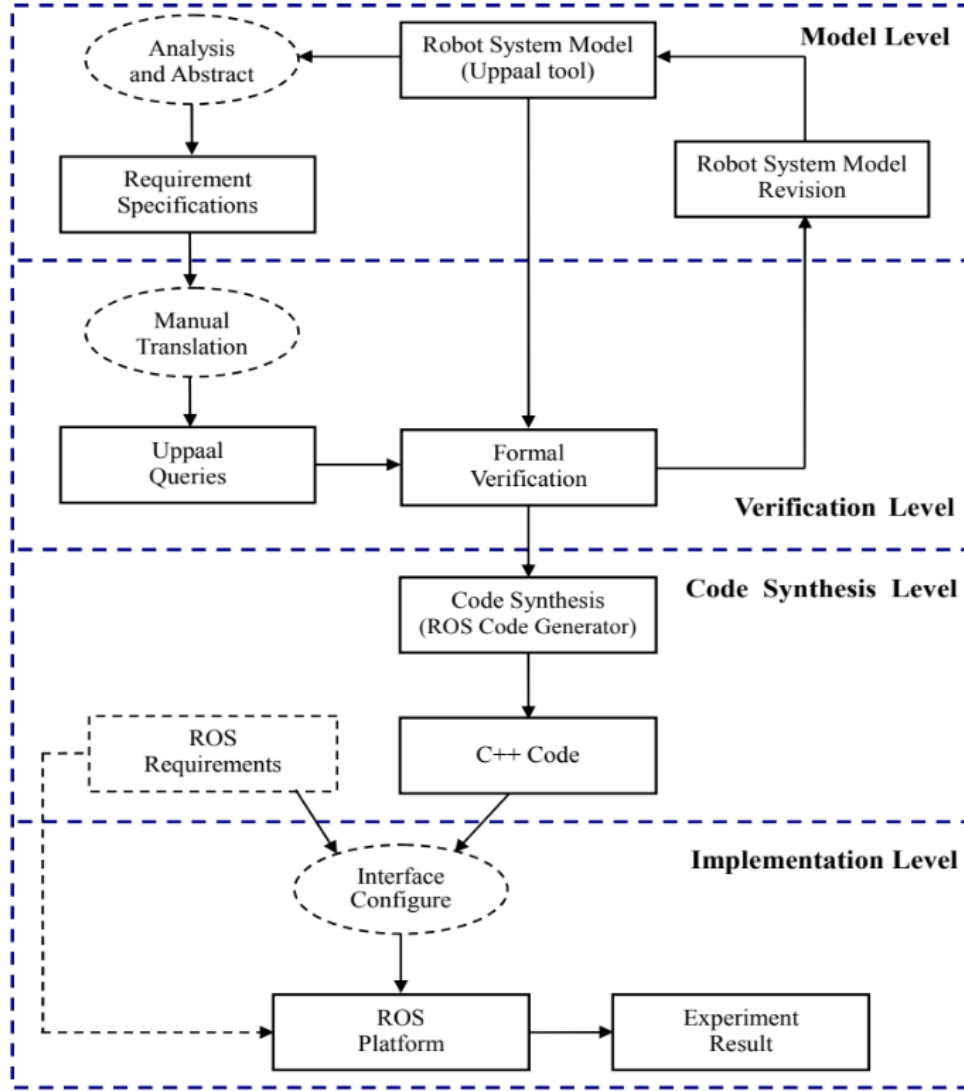 Model Level
Analysis
and Abstract
Robot System Model
(Uppaal tool)
Robot System Model
Revision
Requirement
Specifications
Manual
Translation
Uppaal
Queries
Formal
Verification
Verification Level
Code Synthesis Level
Code Synthesis
(ROS Code Generator)
ROS
Requirements
C++ Code
Implementation Level
Interface
Configure
ROS
Platform
Experiment
Result